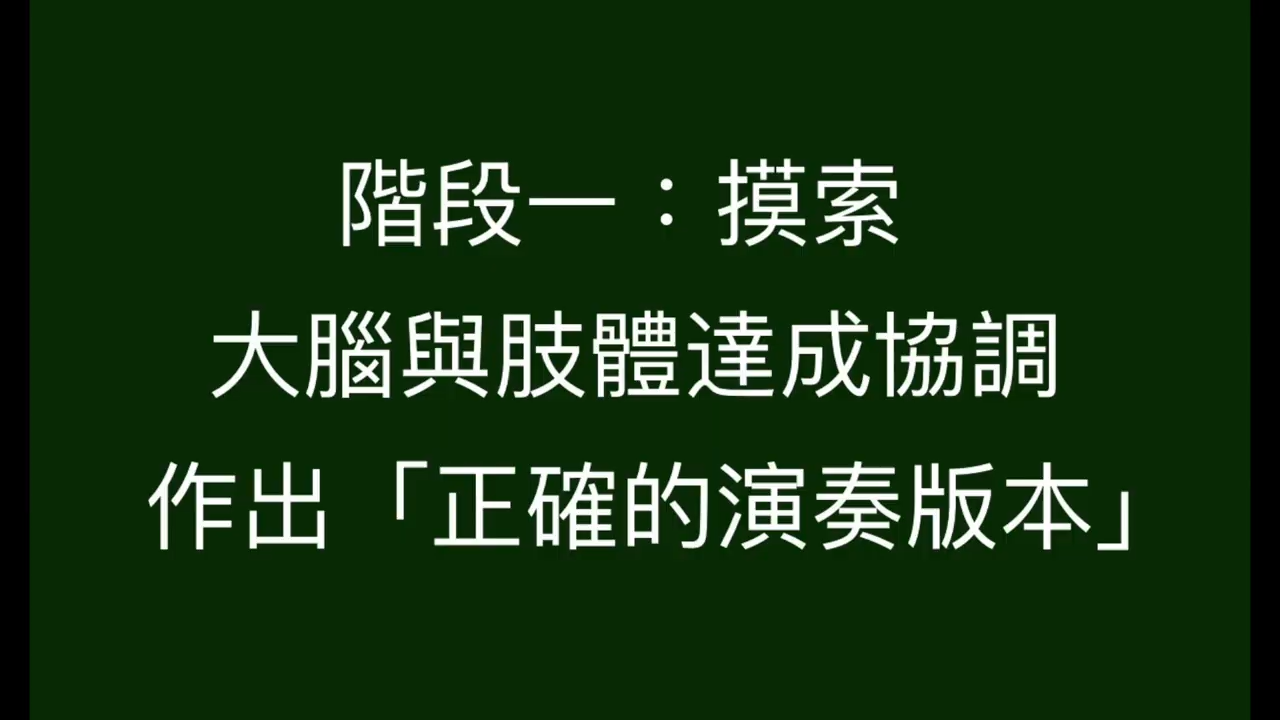 階段一：摸索
大腦與肢體達成協調
作出「正確的演奏版本」